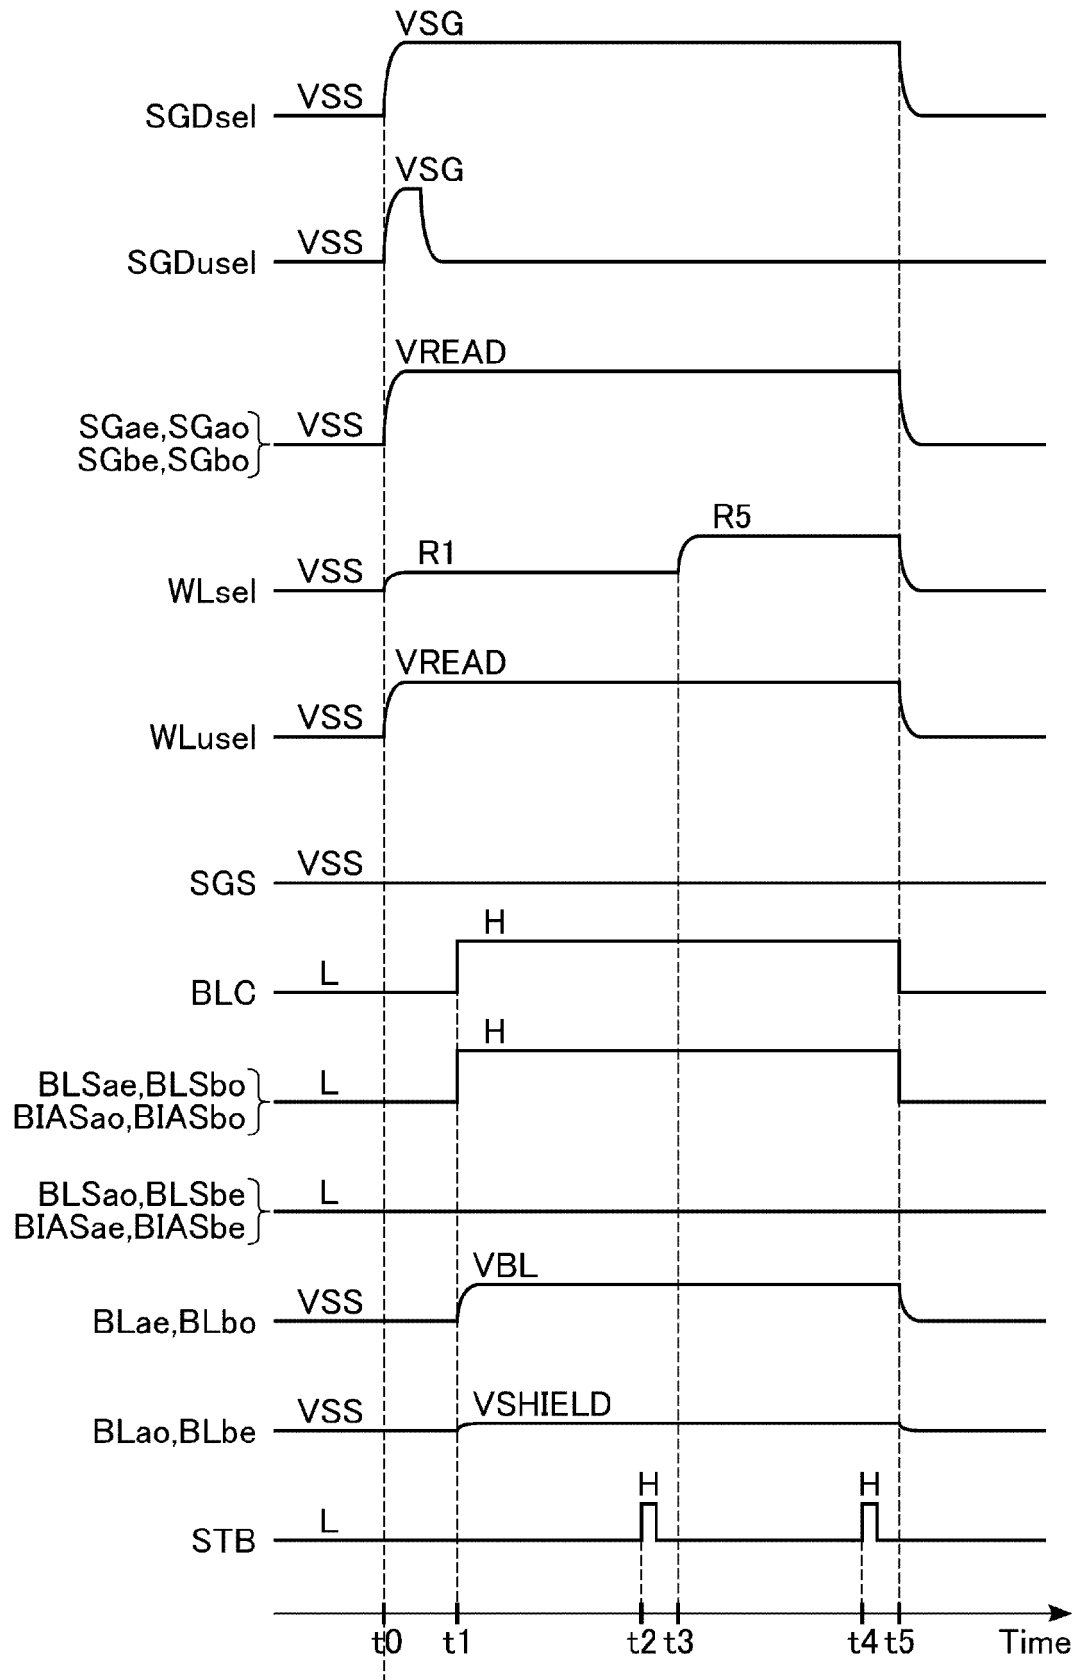 VSG
VSS
SGDsel
VSG
VSS
SGDusel
VREAD
SGae,SGao
VSS
SGbe,SGbo
R5
R1
VSS
WLsel
VREAD
VSS
WLusel
VSS
SGS
H
L
BLC
H
BLSae,BLSbo
L
BIASao,BIASbo
BLSao,BLSbe
L
BIASae,BIASbe
VBL
VSS
BLae,BLbo
VSHIELD
VSS
BLao,BLbe
H H
L
STB
t0 t1 t2 t3 t4 t5 Time